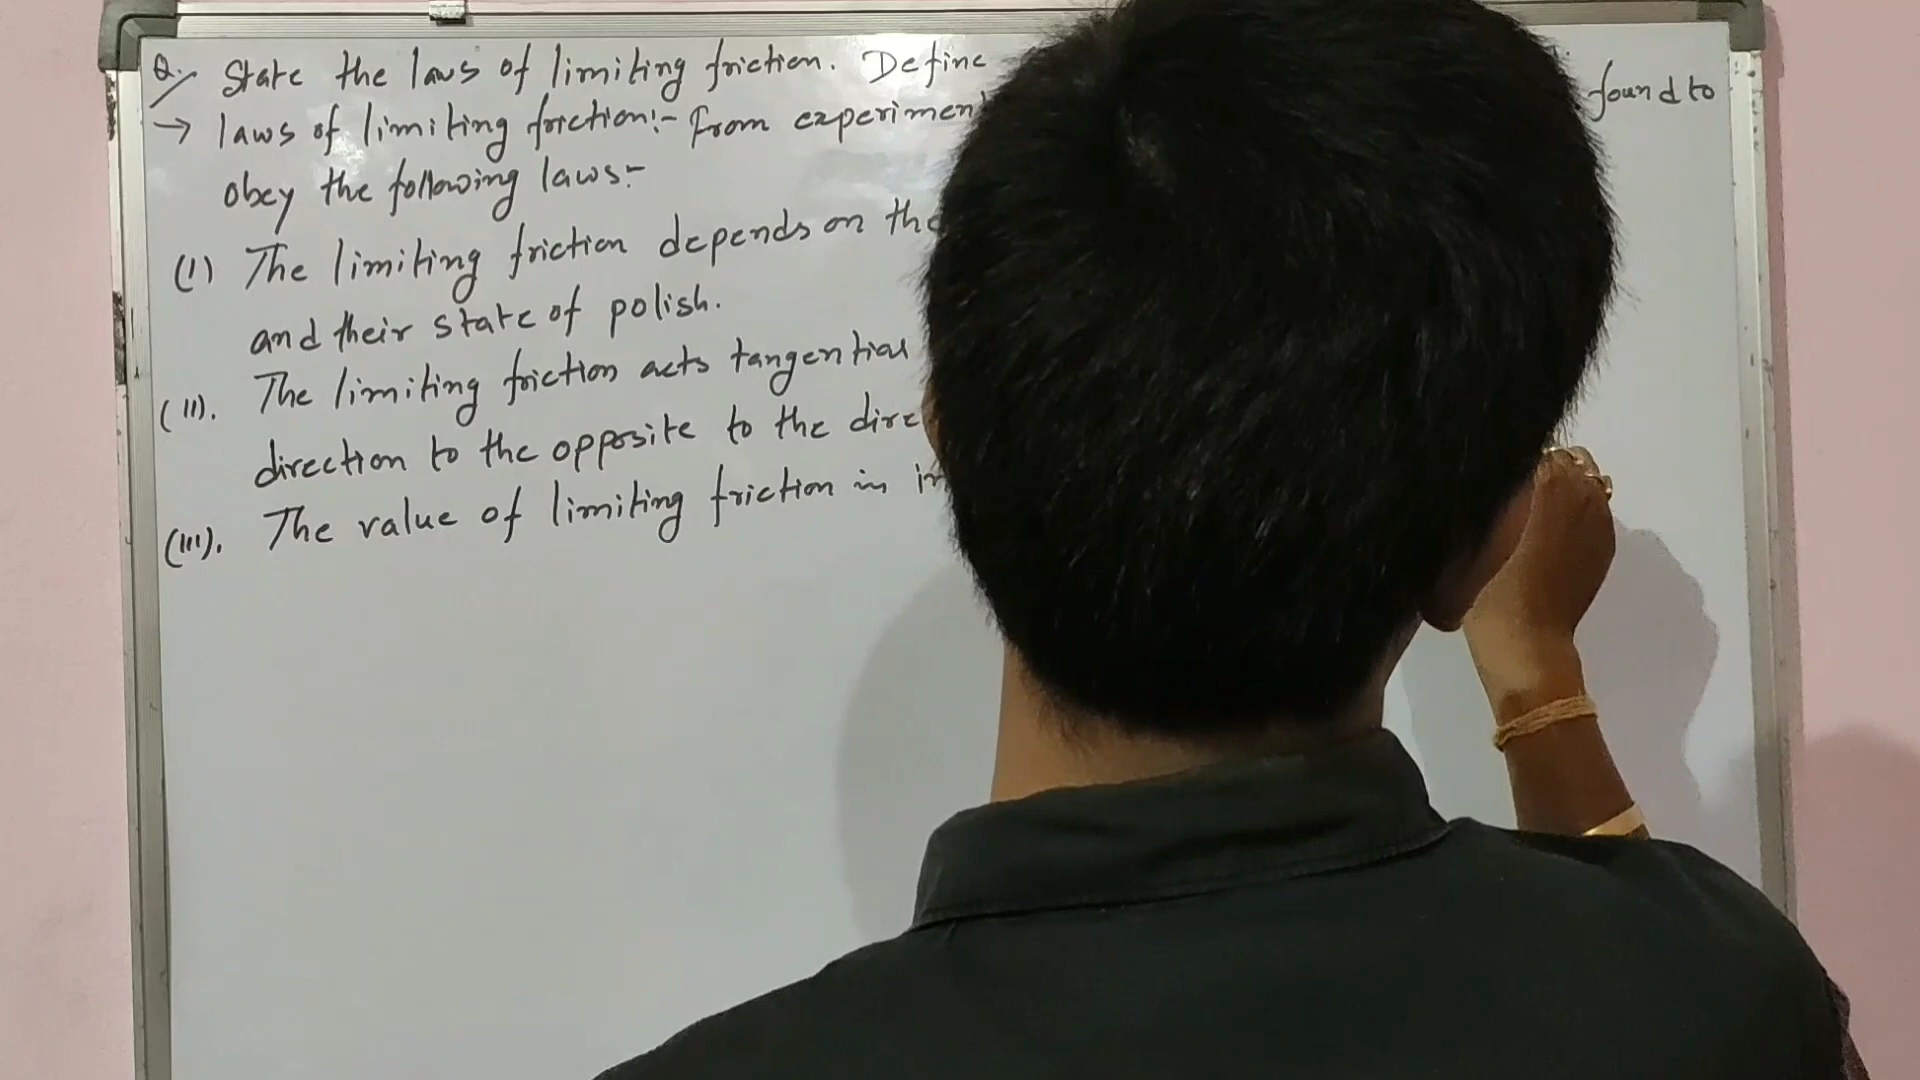 Q. State the laws of limiting friction. Define
→ laws of limiting friction:- From experiment found to
obey the following laws:-
(I) The limiting friction depends on the
and their state of polish.
(II). The limiting friction acts tangential
direction to the opposite to the dire
(III). The value of limiting friction is in